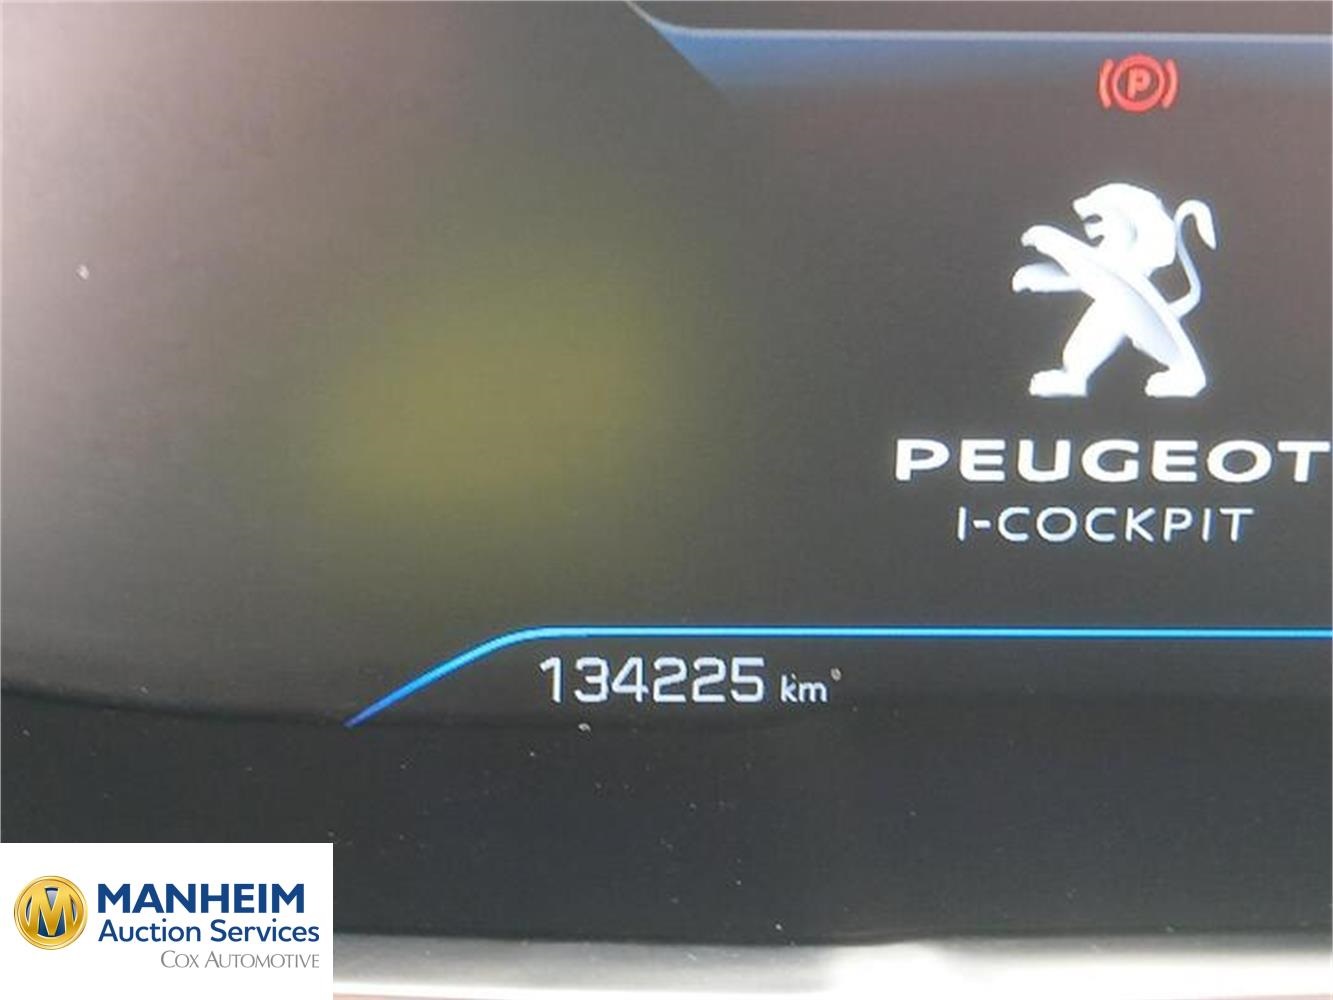 P
PEUGEOT
I-COCKPIT
134225 km
MANHEIM
Auction Services
COX AUTOMOTIVE